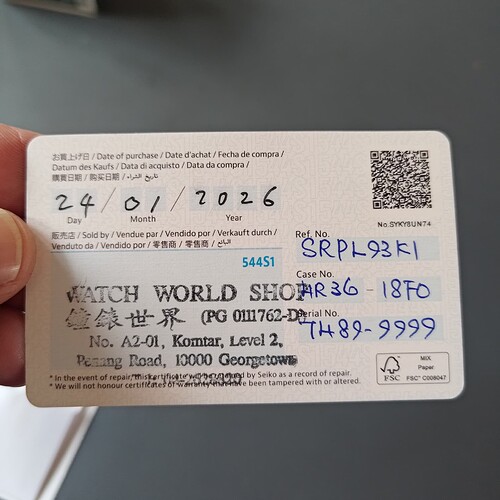 お買上げ日 / Date of purchase / Date d'achat / Fecha de compra /
Datum des Kaufs / Data di acquisto / Data da compra /
購買日期 / 购买日期 / تاريخ الشراء
24 / 01 / 2026
Day Month Year
販売店 / Sold by / Vendue par / Vendido por / Verkauft durch /
Venduto da / Vendido por / 零售商 / 零售商 / البائع
544S1
WATCH WORLD SHOP
鐘錶世界 (PG 0111762-D)
No. A2-01, Komtar, Level 2,
Penang Road, 10000 Georgetown
No:SYKY8UN74
Ref. No.
SRPL93K1
Case No.
4R36 - 18F0
Serial No.
TH89-9999
* In the event of repair, this certificate will be used by Seiko as a record of repair.
* We will not honour certificates of warranty that have been tampered with or altered.
FSC
MIX
Paper
FSC® C008047